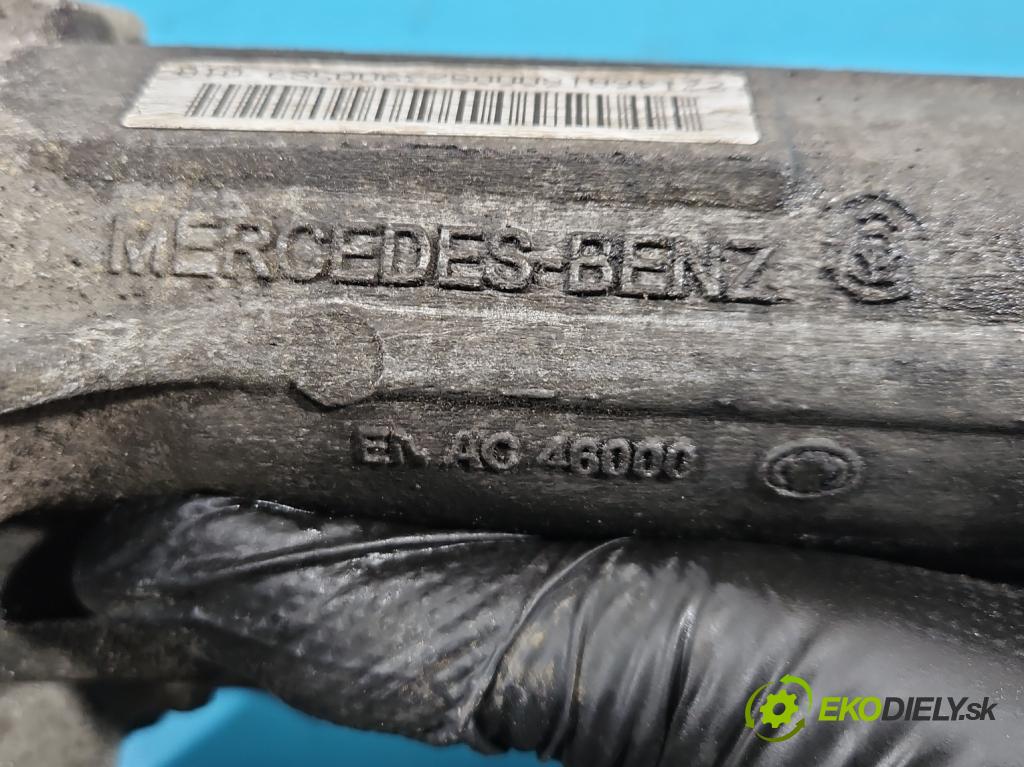 MERCEDES-BENZ
EN AC 46000
EKODIELY.sk